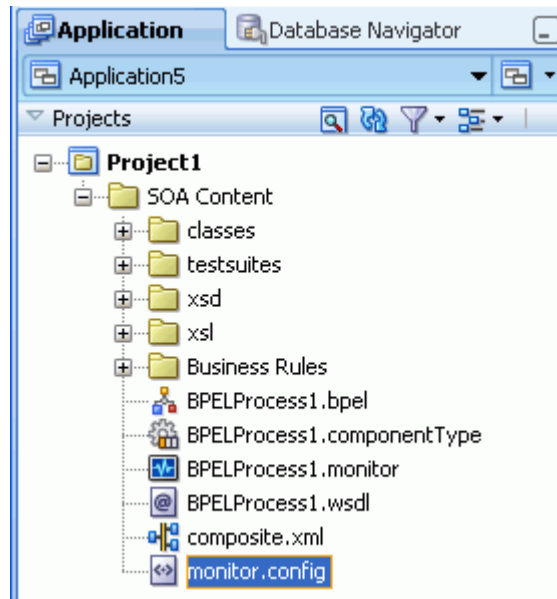 Application Database Navigator
Application5
Projects
Project1
SOA Content
classes
testsuites
xsd
xsl
Business Rules
BPELProcess1.bpel
BPELProcess1.componentType
BPELProcess1.monitor
BPELProcess1.wsdl
composite.xml
monitor.config